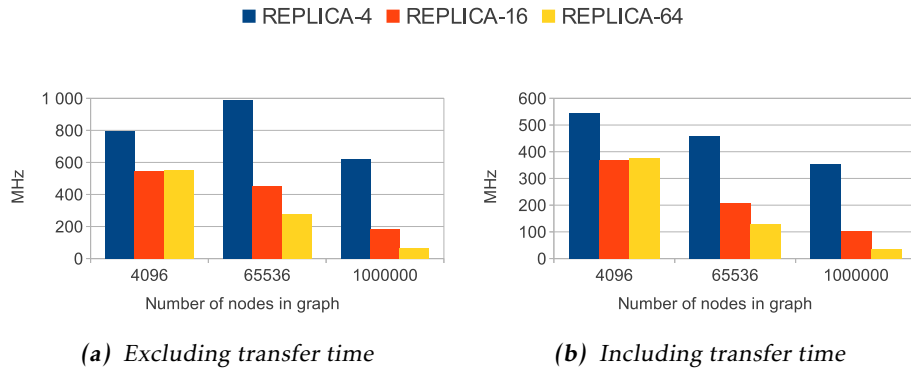 REPLICA-4 REPLICA-16 REPLICA-64
1 000
800
600
400
200
0
MHz
4096 65536 1000000
Number of nodes in graph
(a) Excluding transfer time
600
500
400
300
200
100
0
MHz
4096 65536 1000000
Number of nodes in graph
(b) Including transfer time